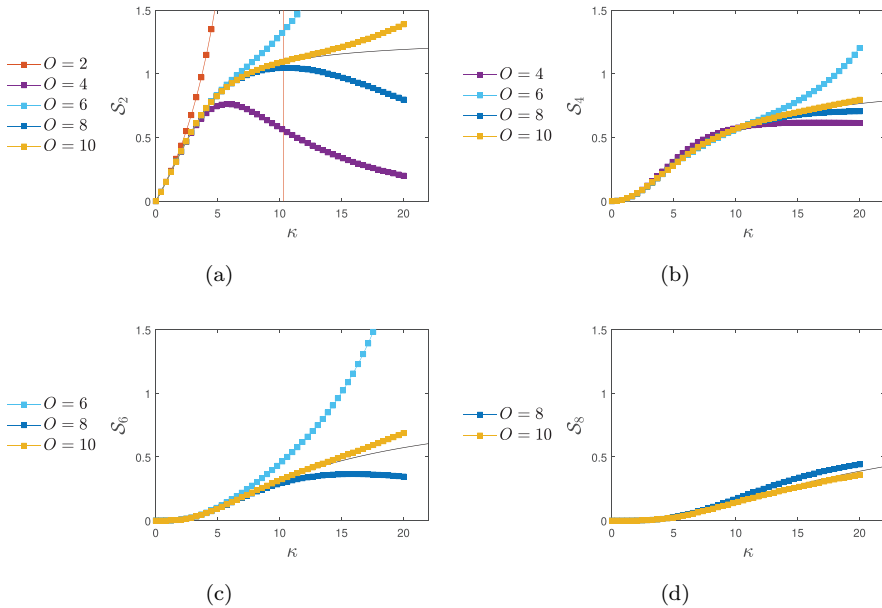 O = 2
O = 4
O = 6
O = 8
O = 10
S₂
1.5
1
0.5
0
0 5 10 15 20
κ
(a)
O = 4
O = 6
O = 8
O = 10
S₄
1.5
1
0.5
0
0 5 10 15 20
κ
(b)
O = 6
O = 8
O = 10
S₆
1.5
1
0.5
0
0 5 10 15 20
κ
(c)
O = 8
O = 10
S₈
1.5
1
0.5
0
0 5 10 15 20
κ
(d)